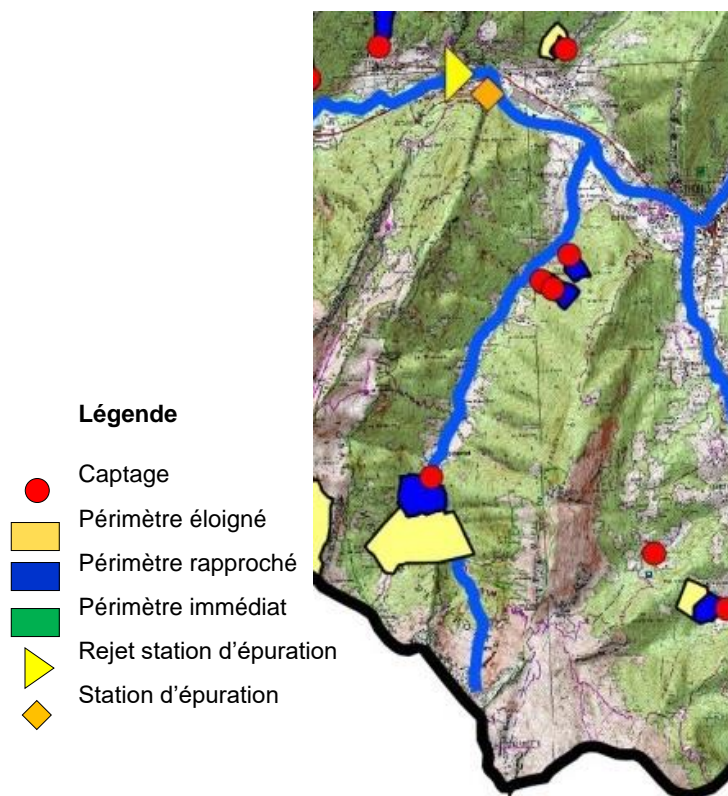 Légende
Captage
Périmètre éloigné
Périmètre rapproché
Périmètre immédiat
Rejet station d'épuration
Station d'épuration